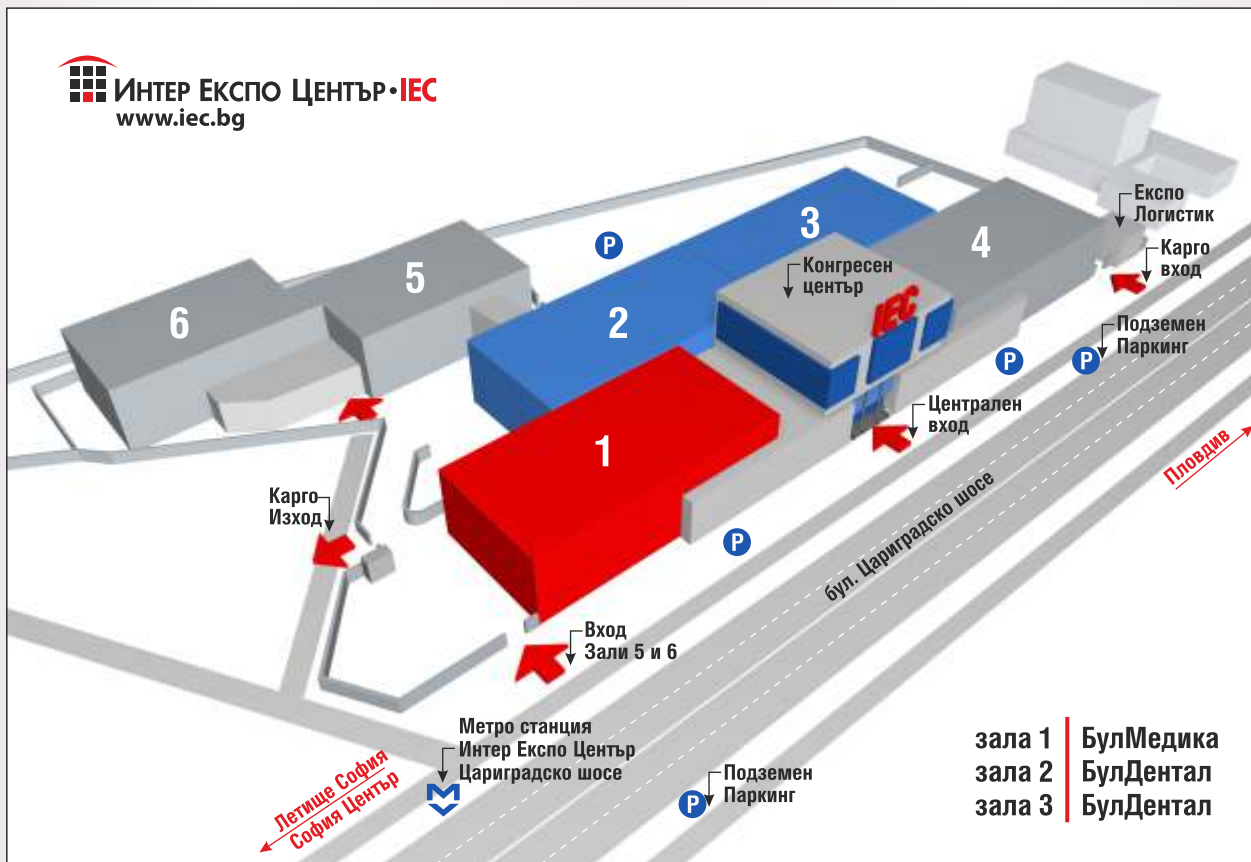 ИНТЕР ЕКСПО ЦЕНТЪР•IEC
www.iec.bg
3
4
Експо
Логистик
Карго
вход
5
P
Конгресен
център
6
2
IEC
Подземен
Паркинг
P
P
Централен
вход
1
Пловдив
Карго
Изход
P
бул. Цариградско шосе
Вход
Зали 5 и 6
Метро станция
Интер Експо Център
Цариградско шосе
M
Летище София
София Център
Подземен
Паркинг
P
зала 1 | БулМедика
зала 2 | БулДентал
зала 3 | БулДентал